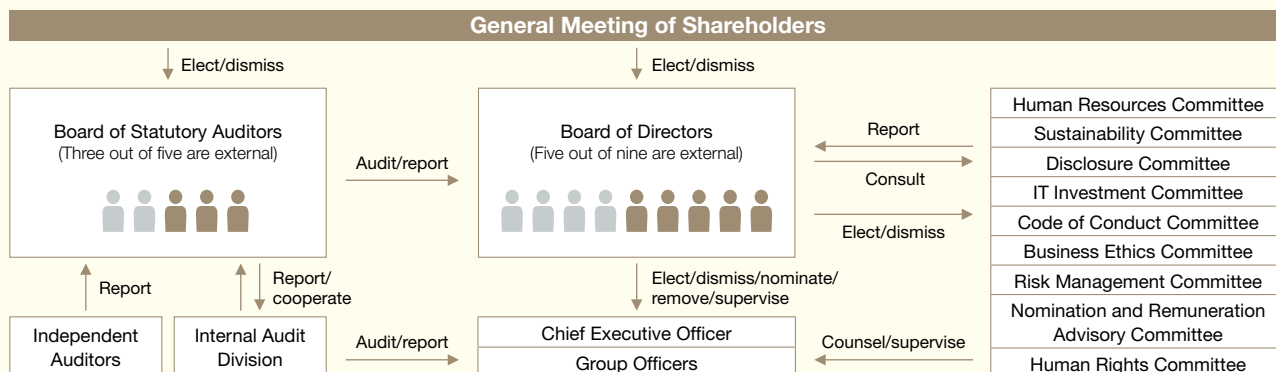 General Meeting of Shareholders
Elect/dismiss
Elect/dismiss
Board of Statutory Auditors
(Three out of five are external)
Audit/report
Board of Directors
(Five out of nine are external)
Report
Consult
Elect/dismiss
Human Resources Committee
Sustainability Committee
Disclosure Committee
IT Investment Committee
Code of Conduct Committee
Business Ethics Committee
Risk Management Committee
Nomination and Remuneration
Advisory Committee
Human Rights Committee
Report
Report/
cooperate
Elect/dismiss/nominate/
remove/supervise
Independent
Auditors
Internal Audit
Division
Audit/report
Chief Executive Officer
Group Officers
Counsel/supervise